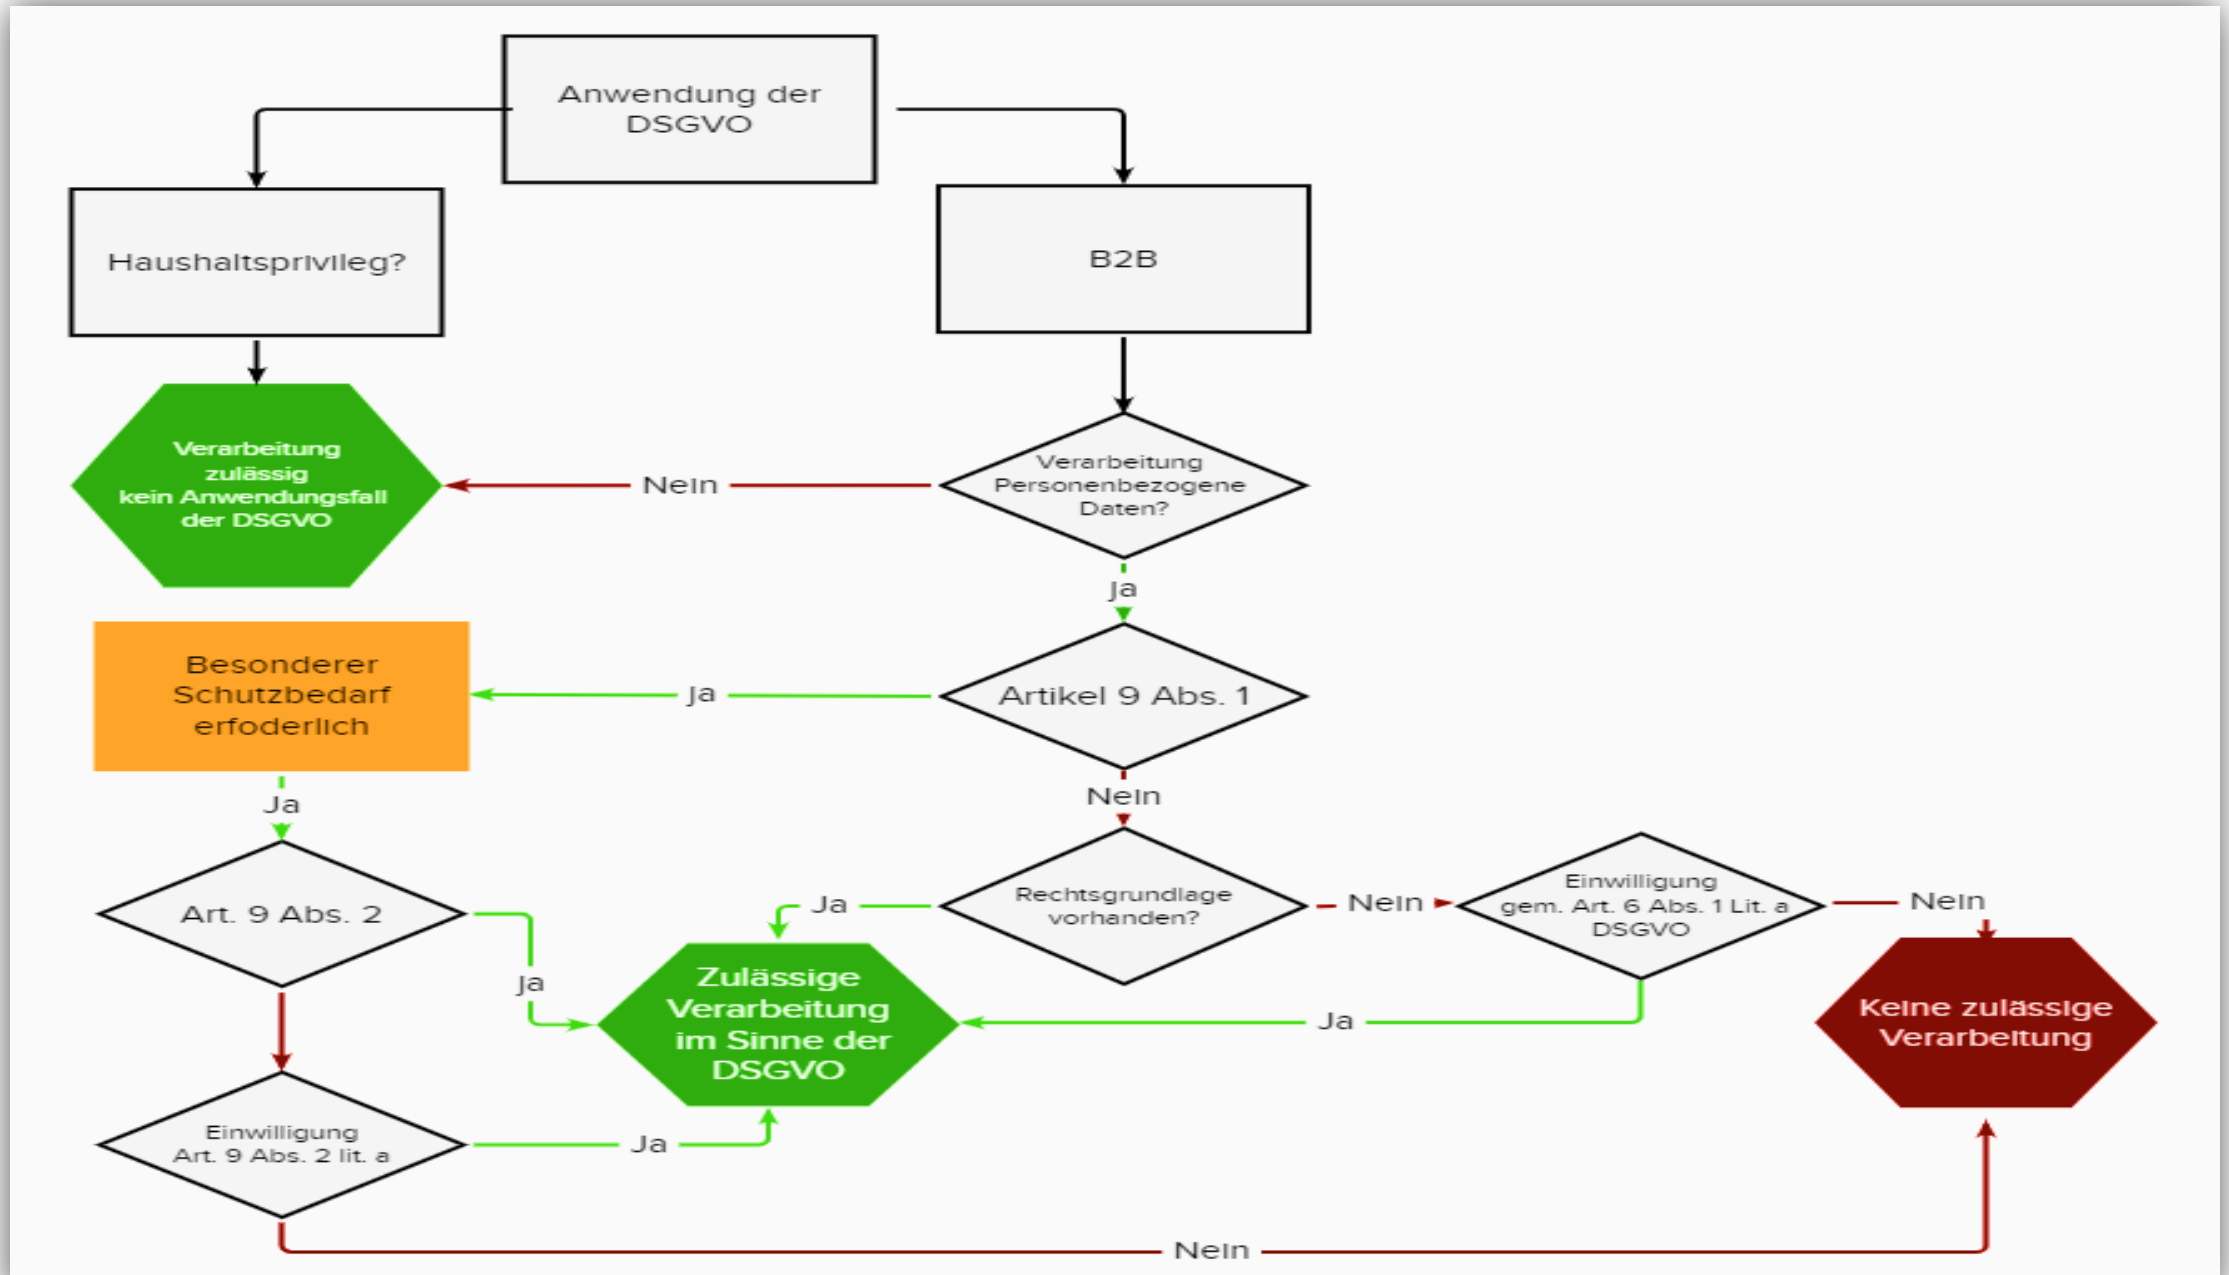 Anwendung der
DSGVO
Haushaltsprivileg?
B2B
Verarbeitung
zulässig
kein Anwendungsfall
der DSGVO
Nein
Verarbeitung
Personenbezogene
Daten?
Ja
Besonderer
Schutzbedarf
erfoderlich
Ja
Artikel 9 Abs. 1
Ja
Nein
Art. 9 Abs. 2
Ja
Ja
Rechtsgrundlage
vorhanden?
Nein
Einwilligung
gem. Art. 6 Abs. 1 Lit. a
DSGVO
Nein
Zulässige
Verarbeitung
im Sinne der
DSGVO
Ja
Keine zulässige
Verarbeitung
Einwilligung
Art. 9 Abs. 2 lit. a
Ja
Nein